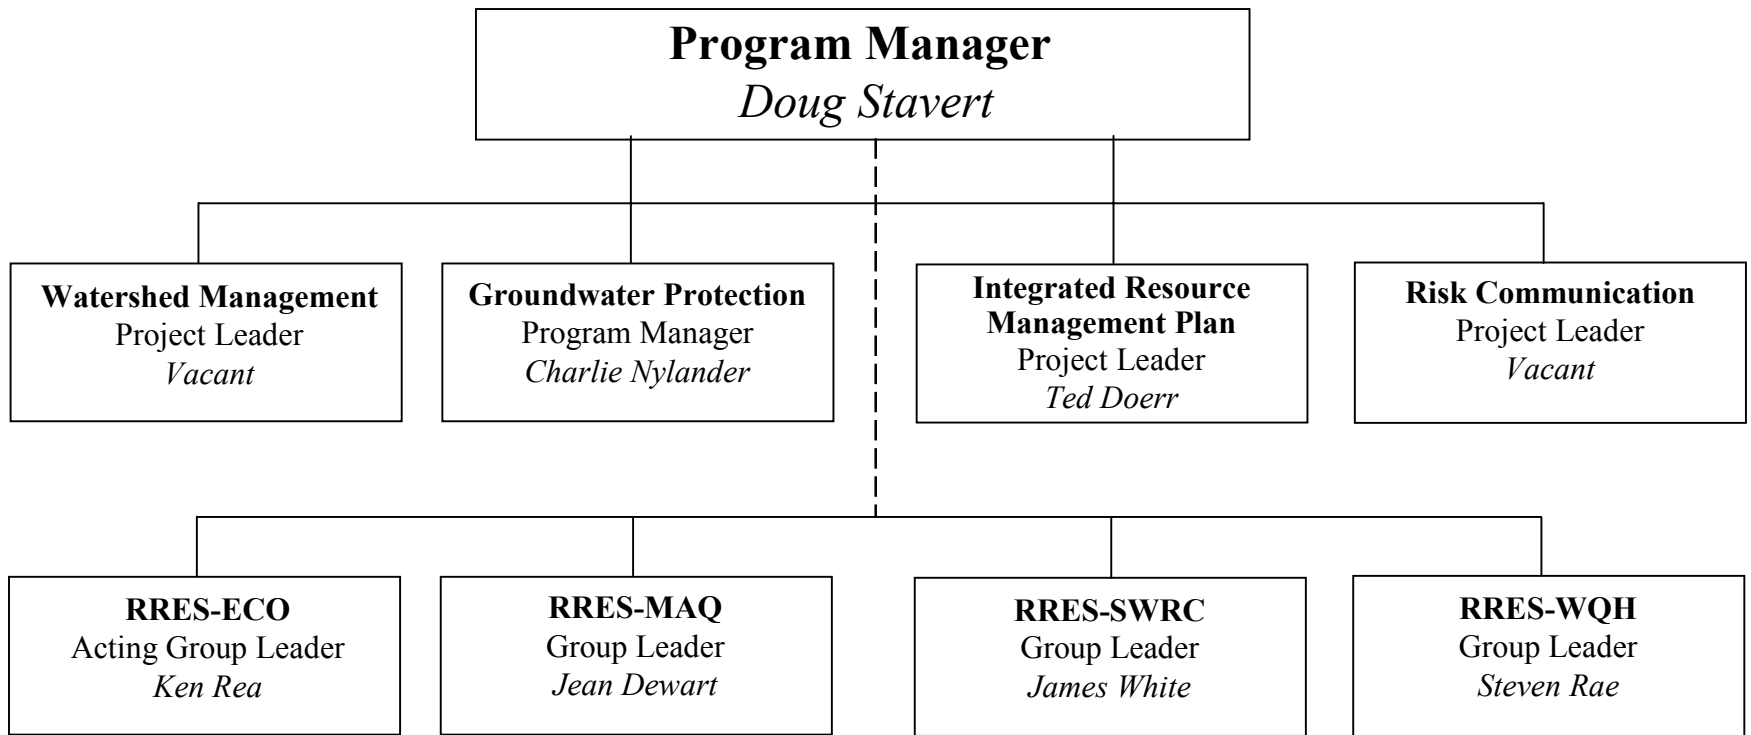 Program Manager
Doug Stavert
Watershed Management
Project Leader
Vacant
Groundwater Protection
Program Manager
Charlie Nylander
Integrated Resource
Management Plan
Project Leader
Ted Doerr
Risk Communication
Project Leader
Vacant
RRES-ECO
Acting Group Leader
Ken Rea
RRES-MAQ
Group Leader
Jean Dewart
RRES-SWRC
Group Leader
James White
RRES-WQH
Group Leader
Steven Rae